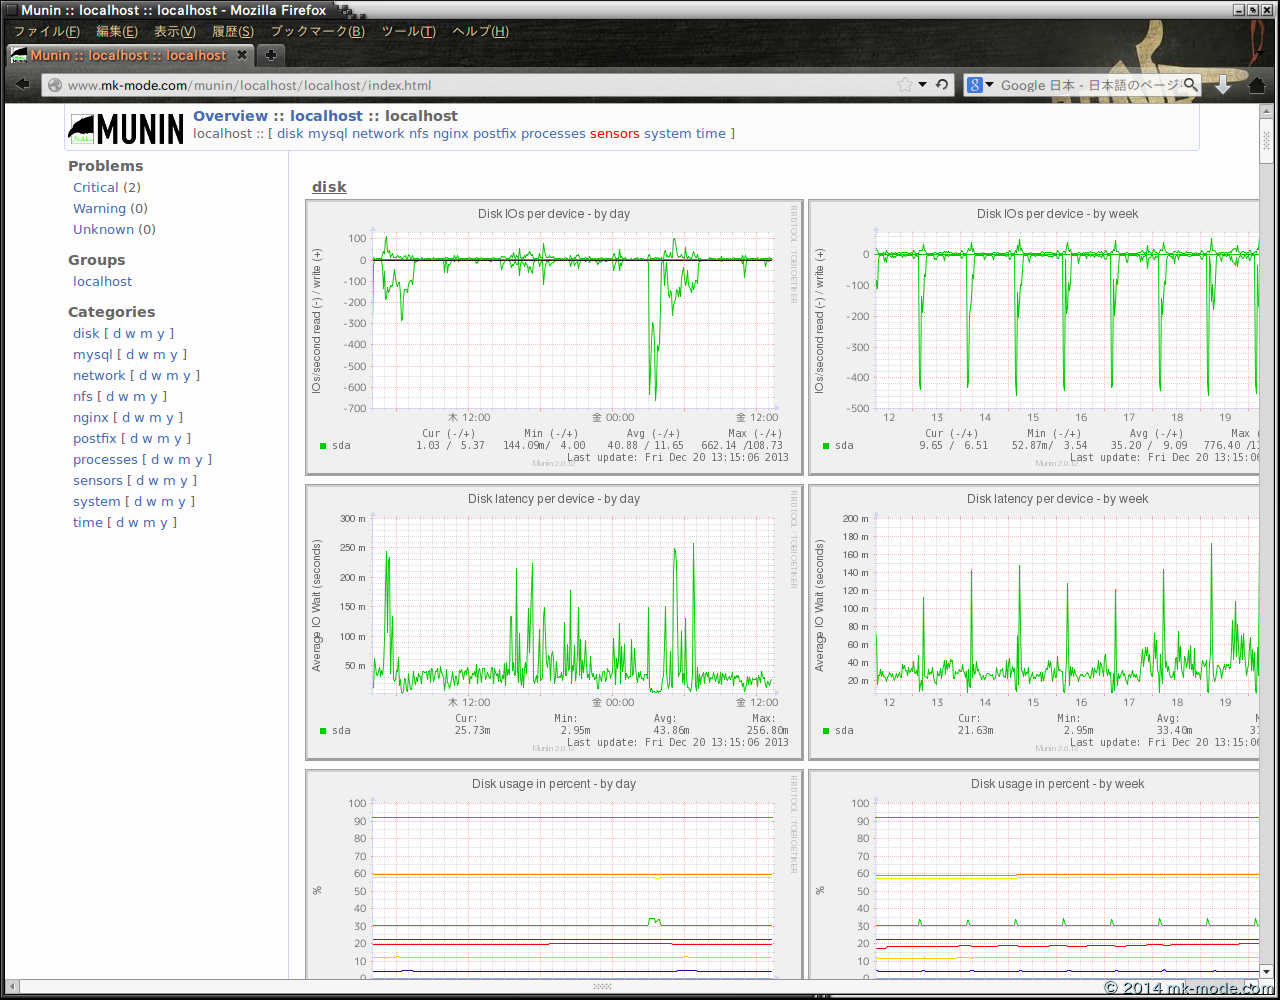 Munin :: localhost :: localhost - Mozilla Firefox
ファイル(F) 編集(E) 表示(V) 履歴(S) ブックマーク(B) ツール(T) ヘルプ(H)
Munin :: localhost :: localhost
www.mk-mode.com/munin/localhost/localhost/index.html
Google 日本 - 日本語のページ
MUNIN
Overview :: localhost :: localhost
localhost :: [ disk mysql network nfs nginx postfix processes sensors system time ]
Problems
Critical (2)
Warning (0)
Unknown (0)
Groups
localhost
Categories
disk [ d w m y ]
mysql [ d w m y ]
network [ d w m y ]
nfs [ d w m y ]
nginx [ d w m y ]
postfix [ d w m y ]
processes [ d w m y ]
sensors [ d w m y ]
system [ d w m y ]
time [ d w m y ]
disk
Disk IOs per device - by day
RRDTOOL / TOBI OETIKER
IOs/second read (-) / write (+)
100
0
-100
-200
-300
-400
-500
-600
-700
木 12:00 金 00:00 金 12:00
Cur (-/+) Min (-/+) Avg (-/+) Max (-/+)
sda 1.03 / 5.37 144.09m/ 4.00 40.88 / 11.65 662.14 /108.73
Last update: Fri Dec 20 13:15:06 2013
Munin 2.0.12
Disk IOs per device - by week
IOs/second read (-) / write (+)
0
-100
-200
-300
-400
-500
12 13 14 15 16 17 18 19
Cur (-/+) Min (-/+) Avg (-/+) Max (
sda 9.65 / 6.51 52.87m/ 3.54 35.20 / 9.09 776.40 /1
Last update: Fri Dec 20 13:15:06
Munin 2.0.12
Disk latency per device - by day
RRDTOOL / TOBI OETIKER
Average IO Wait (seconds)
300 m
250 m
200 m
150 m
100 m
50 m
木 12:00 金 00:00 金 12:00
Cur: Min: Avg: Max:
sda 25.73m 2.95m 43.86m 256.80m
Last update: Fri Dec 20 13:15:06 2013
Munin 2.0.12
Disk latency per device - by week
Average IO Wait (seconds)
200 m
180 m
160 m
140 m
120 m
100 m
80 m
60 m
40 m
20 m
12 13 14 15 16 17 18 19
Cur: Min: Avg:
sda 21.63m 2.95m 33.40m 31
Last update: Fri Dec 20 13:15:06
Munin 2.0.12
Disk usage in percent - by day
RRDTOOL / TOBI OETIKER
%
100
90
80
70
60
50
40
30
20
10
0
Disk usage in percent - by week
%
100
90
80
70
60
50
40
30
20
10
0
© 2014 mk-mode.com